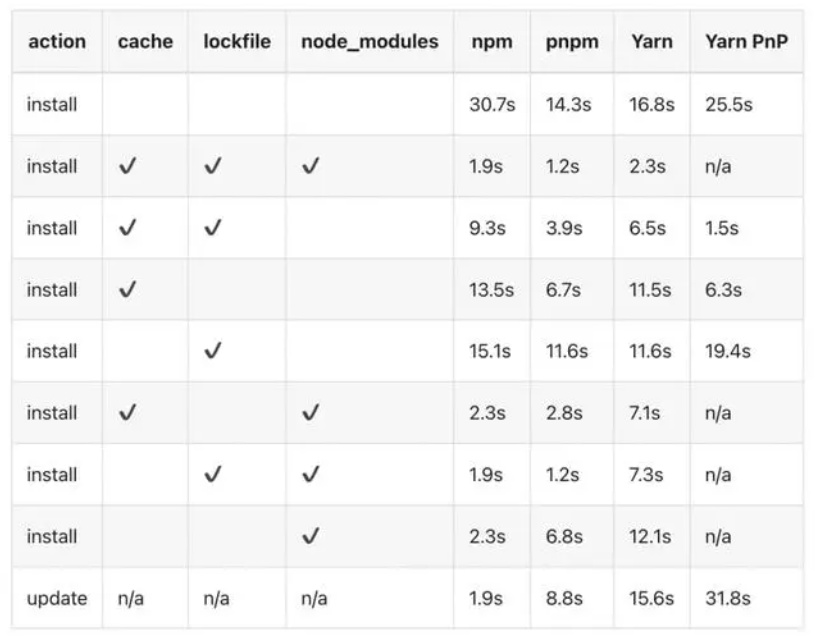 action cache lockfile node_modules npm pnpm Yarn Yarn PnP
install 30.7s 14.3s 16.8s 25.5s
install ✔ ✔ ✔ 1.9s 1.2s 2.3s n/a
install ✔ ✔ 9.3s 3.9s 6.5s 1.5s
install ✔ 13.5s 6.7s 11.5s 6.3s
install ✔ 15.1s 11.6s 11.6s 19.4s
install ✔ ✔ 2.3s 2.8s 7.1s n/a
install ✔ ✔ 1.9s 1.2s 7.3s n/a
install ✔ 2.3s 6.8s 12.1s n/a
update n/a n/a n/a 1.9s 8.8s 15.6s 31.8s